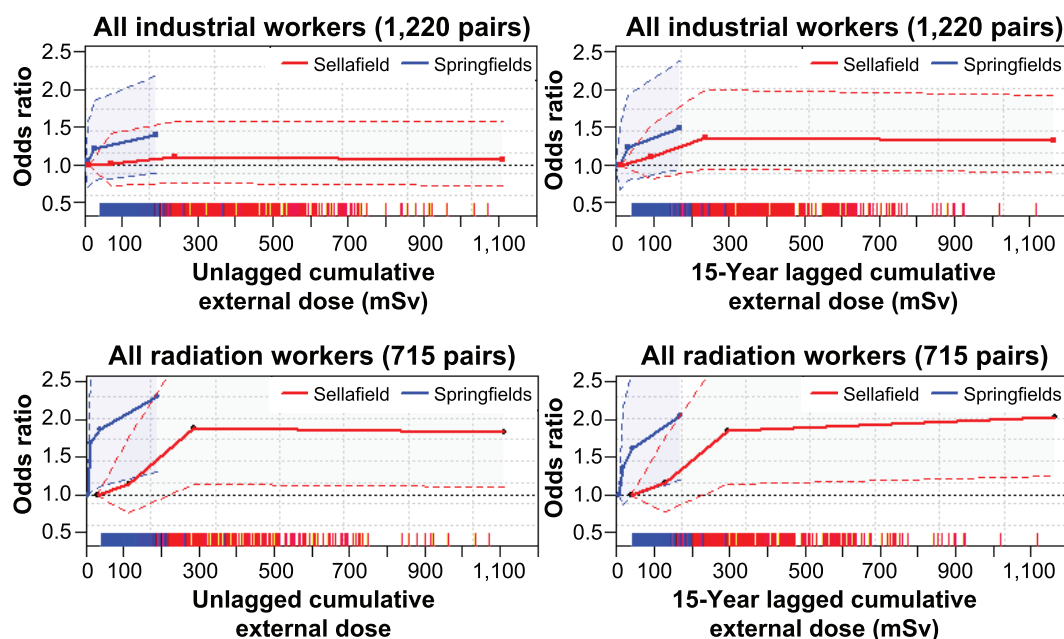 All industrial workers (1,220 pairs)
Odds ratio
2.5
2.0
1.5
1.0
0.5
Sellafield Springfields
0 100 300 500 700 900 1,100
Unlagged cumulative
external dose (mSv)
All industrial workers (1,220 pairs)
Odds ratio
2.5
2.0
1.5
1.0
0.5
Sellafield Springfields
0 100 300 500 700 900 1,100
15-Year lagged cumulative
external dose (mSv)
All radiation workers (715 pairs)
Odds ratio
2.5
2.0
1.5
1.0
0.5
Sellafield Springfields
0 100 300 500 700 900 1,100
Unlagged cumulative
external dose
All radiation workers (715 pairs)
Odds ratio
2.5
2.0
1.5
1.0
0.5
Sellafield Springfields
0 100 300 500 700 900 1,100
15-Year lagged cumulative
external dose (mSv)